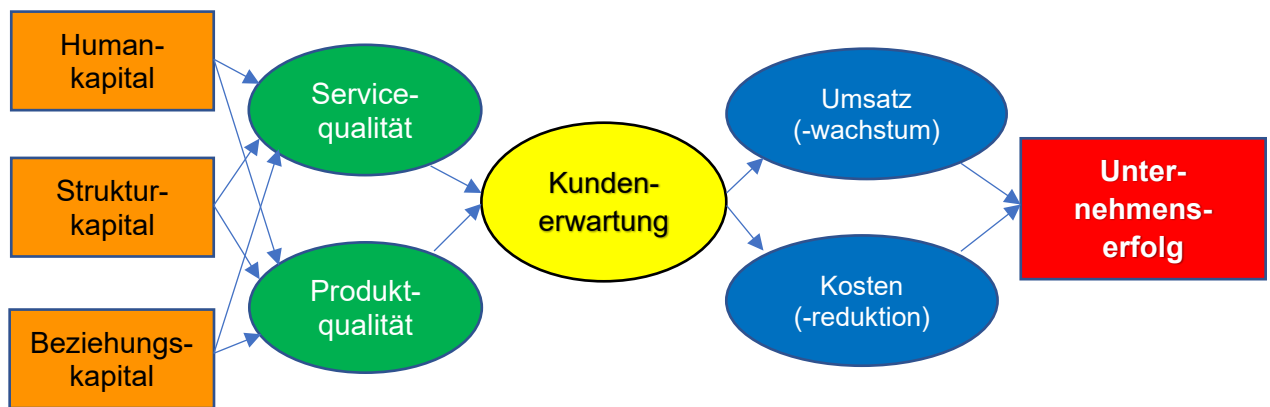 Human-
kapital
Struktur-
kapital
Beziehungs-
kapital
Service-
qualität
Produkt-
qualität
Kunden-
erwartung
Umsatz
(-wachstum)
Kosten
(-reduktion)
Unter-
nehmens-
erfolg